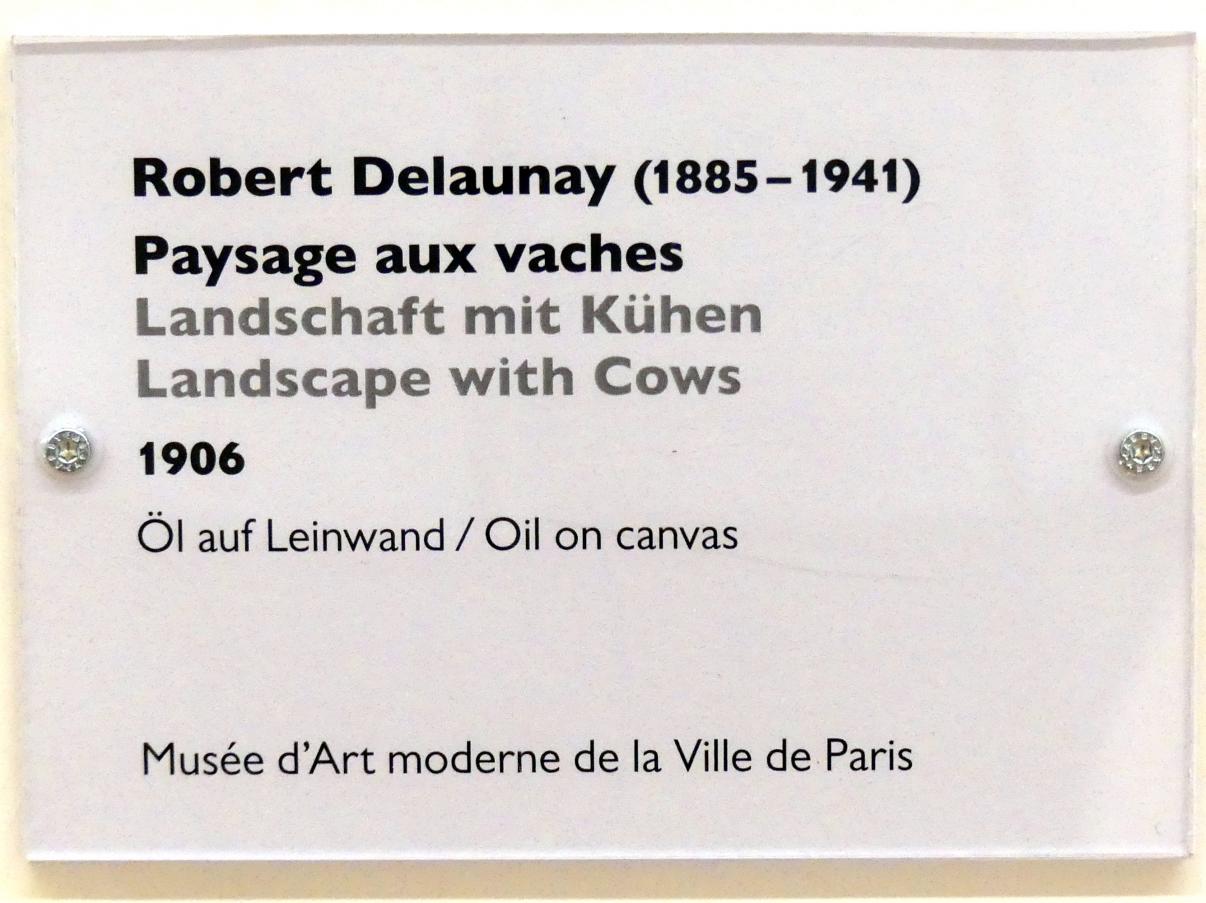 Robert Delaunay (1885–1941)
Paysage aux vaches
Landschaft mit Kühen
Landscape with Cows
1906
Öl auf Leinwand / Oil on canvas
Musée d’Art moderne de la Ville de Paris